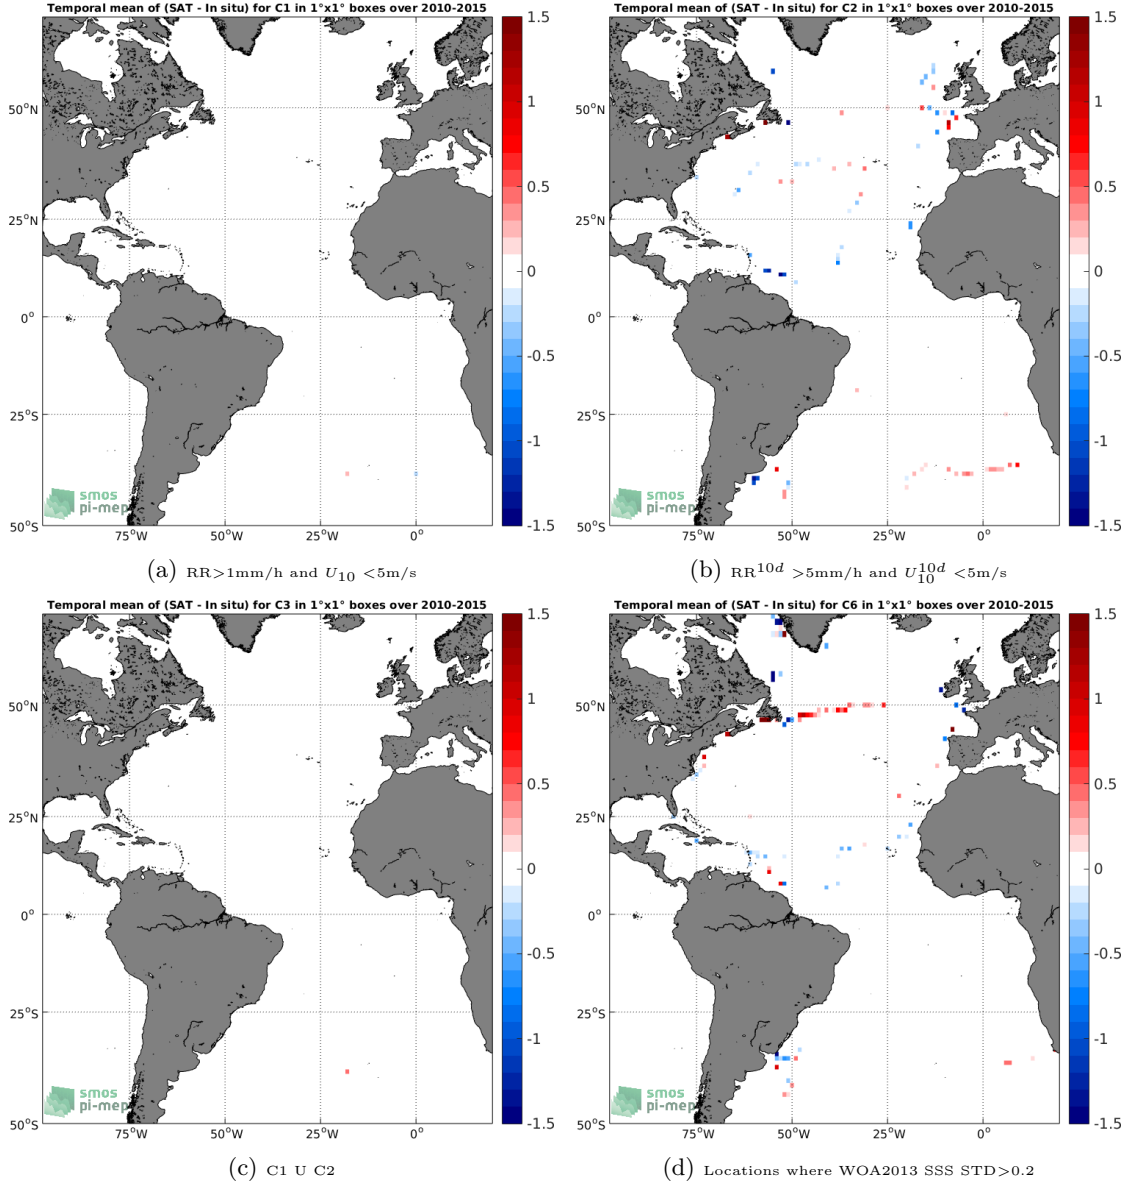 Temporal mean of (SAT - In situ) for C1 in 1°x1° boxes over 2010-2015
50°N
25°N
0°
25°S
50°S
75°W
50°W
25°W
0°
1.5
1
0.5
0
-0.5
-1
-1.5
smos
pi-mep
(a) RR>1mm/h and U10 <5m/s
Temporal mean of (SAT - In situ) for C2 in 1°x1° boxes over 2010-2015
50°N
25°N
0°
25°S
50°S
75°W
50°W
25°W
0°
1.5
1
0.5
0
-0.5
-1
-1.5
smos
pi-mep
(b) RR10d >5mm/h and U10 10d <5m/s
Temporal mean of (SAT - In situ) for C3 in 1°x1° boxes over 2010-2015
50°N
25°N
0°
25°S
50°S
75°W
50°W
25°W
0°
1.5
1
0.5
0
-0.5
-1
-1.5
smos
pi-mep
(c) C1 U C2
Temporal mean of (SAT - In situ) for C6 in 1°x1° boxes over 2010-2015
50°N
25°N
0°
25°S
50°S
75°W
50°W
25°W
0°
1.5
1
0.5
0
-0.5
-1
-1.5
smos
pi-mep
(d) Locations where WOA2013 SSS STD>0.2